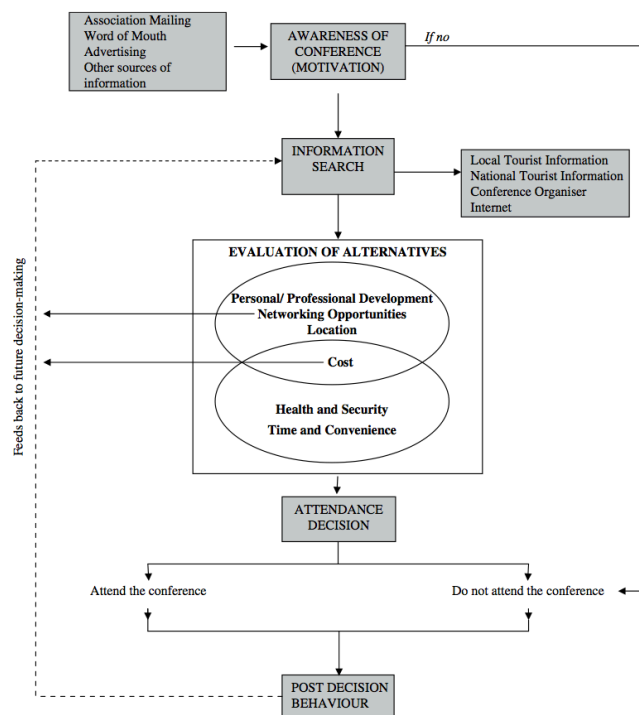 Association Mailing
Word of Mouth
Advertising
Other sources of
information
AWARENESS OF
CONFERENCE
(MOTIVATION)
If no
INFORMATION
SEARCH
Local Tourist Information
National Tourist Information
Conference Organiser
Internet
EVALUATION OF ALTERNATIVES
Personal/ Professional Development
Networking Opportunities
Location
Cost
Health and Security
Time and Convenience
Feeds back to future decision-making
ATTENDANCE
DECISION
Attend the conference
Do not attend the conference
POST DECISION
BEHAVIOUR